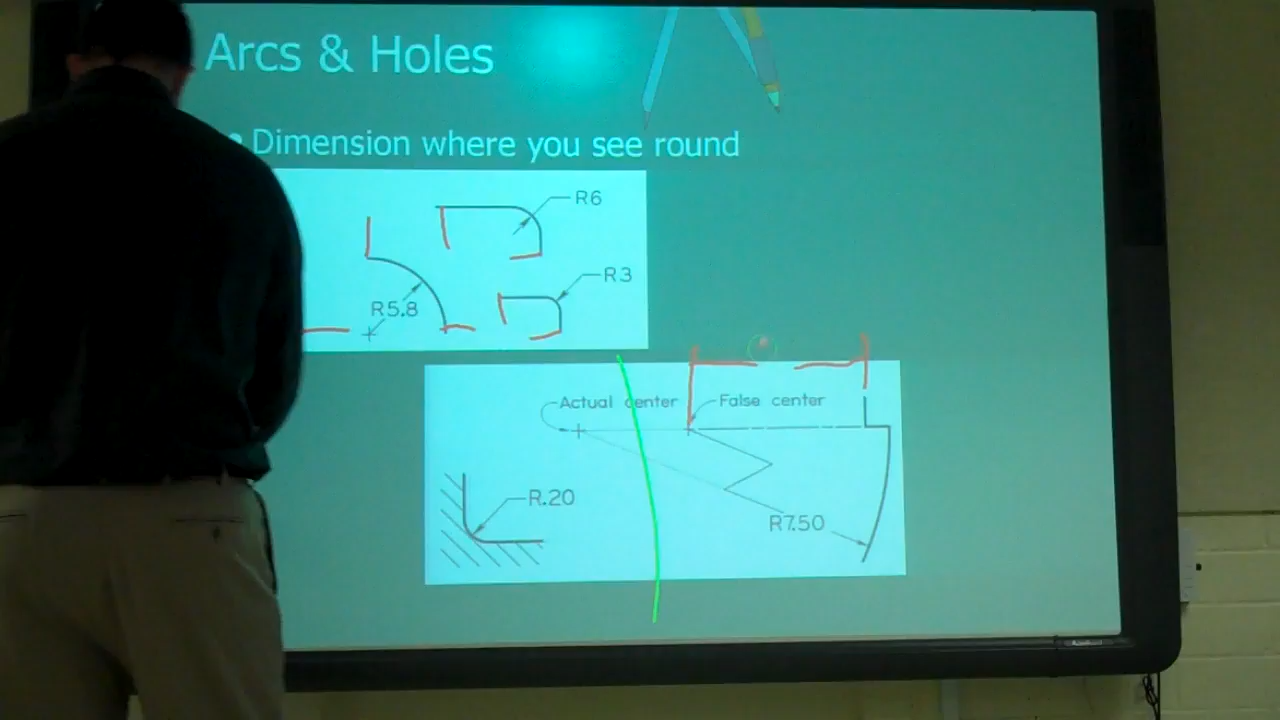 Arcs & Holes
• Dimension where you see round
R6
R3
R5.8
Actual center
False center
R.20
R7.50